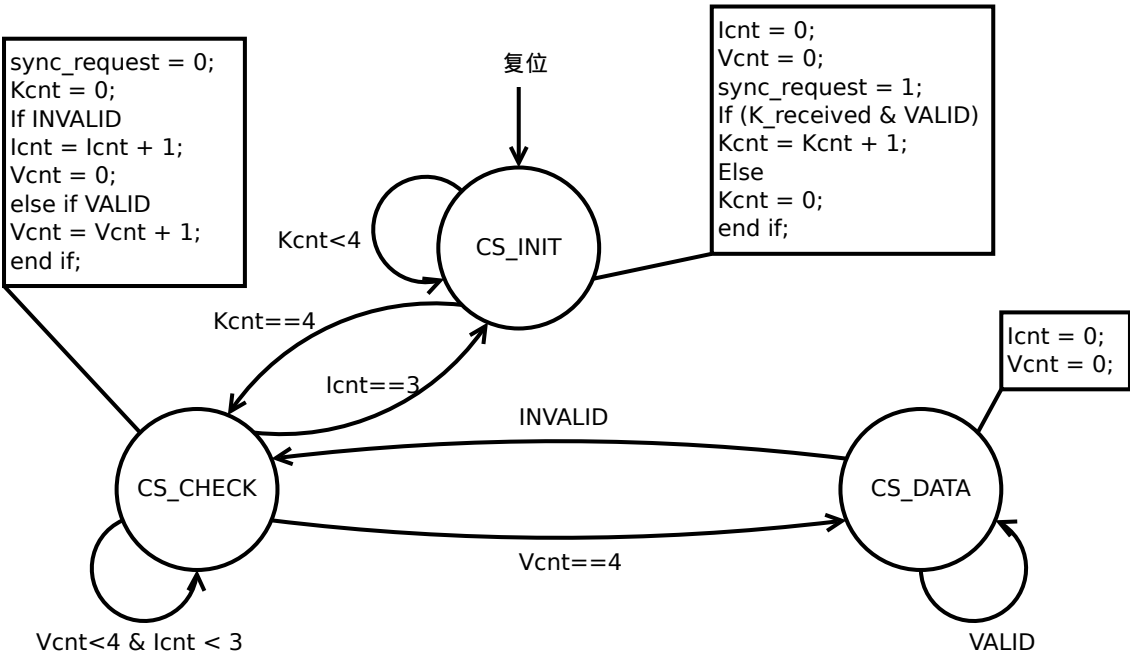 sync_request = 0;
Kcnt = 0;
If INVALID
Icnt = Icnt + 1;
Vcnt = 0;
else if VALID
Vcnt = Vcnt + 1;
end if;
复位
Icnt = 0;
Vcnt = 0;
sync_request = 1;
If (K_received & VALID)
Kcnt = Kcnt + 1;
Else
Kcnt = 0;
end if;
Kcnt<4
CS_INIT
Kcnt==4
Icnt==3
Icnt = 0;
Vcnt = 0;
INVALID
CS_CHECK
CS_DATA
Vcnt==4
Vcnt<4 & Icnt < 3
VALID